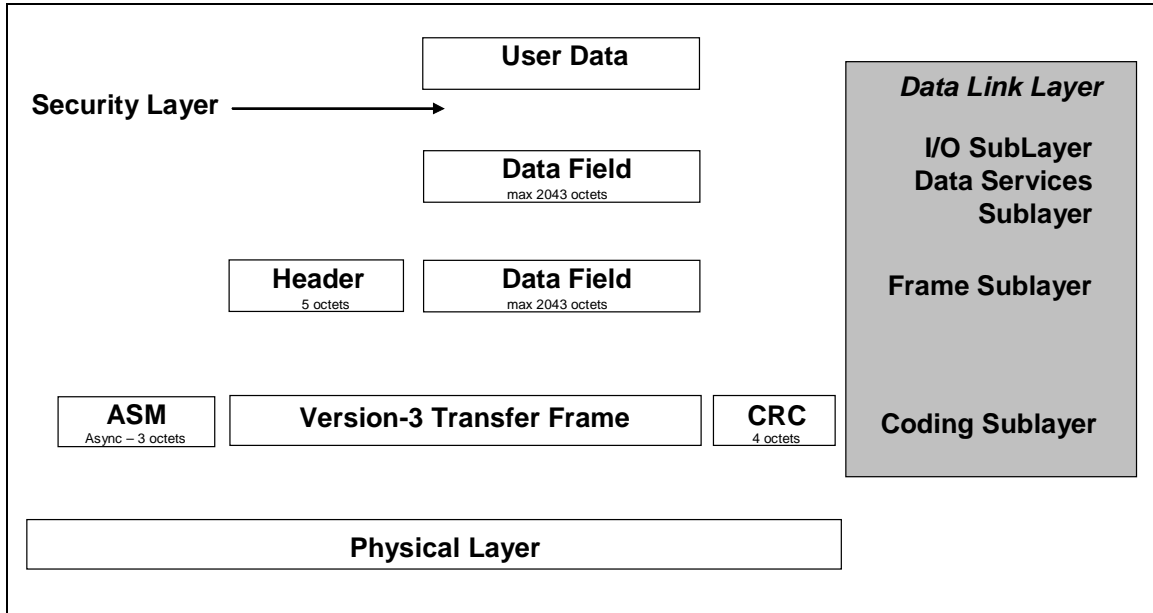 User Data
Security Layer
Data Link Layer
I/O SubLayer
Data Services
Sublayer
Data Field
max 2043 octets
Header
5 octets
Data Field
max 2043 octets
Frame Sublayer
ASM
Async – 3 octets
Version-3 Transfer Frame
CRC
4 octets
Coding Sublayer
Physical Layer